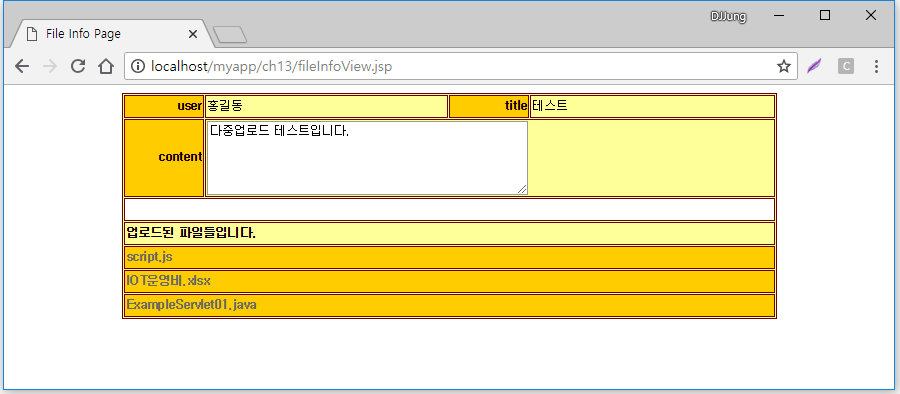 DJJung
File Info Page
localhost/myapp/ch13/fileInfoView.jsp
C
user 홍길동 title 테스트
content 다중업로드 테스트입니다.
업로드된 파일들입니다.
script.js
IOT운영비.xlsx
ExampleServlet01.java